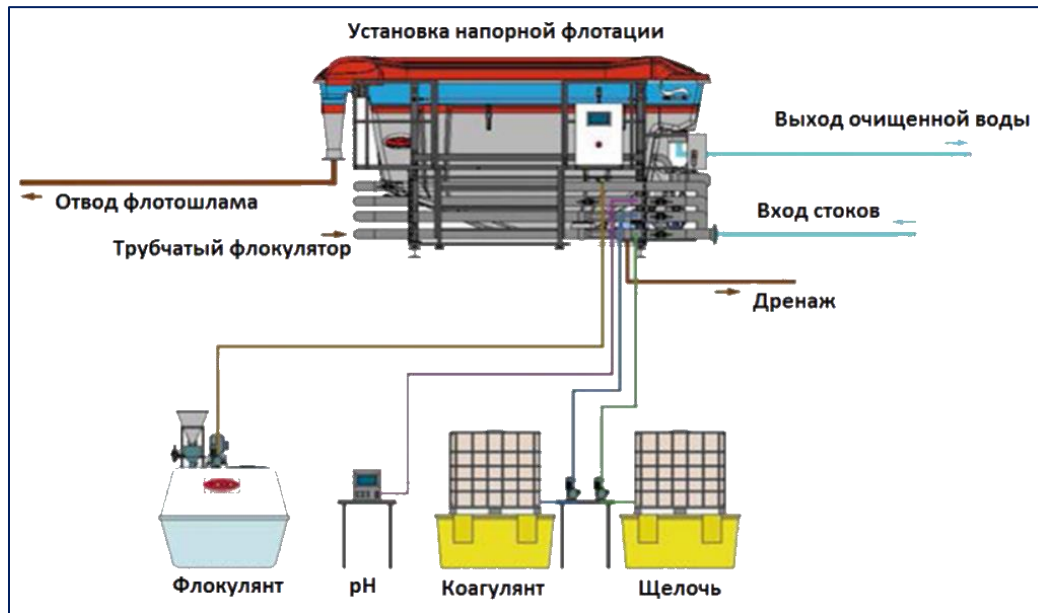 Установка напорной флотации
Выход очищенной воды
Отвод флотошлама
Вход стоков
Трубчатый флокулятор
Дренаж
Флокулянт
pH
Коагулянт
Щелочь